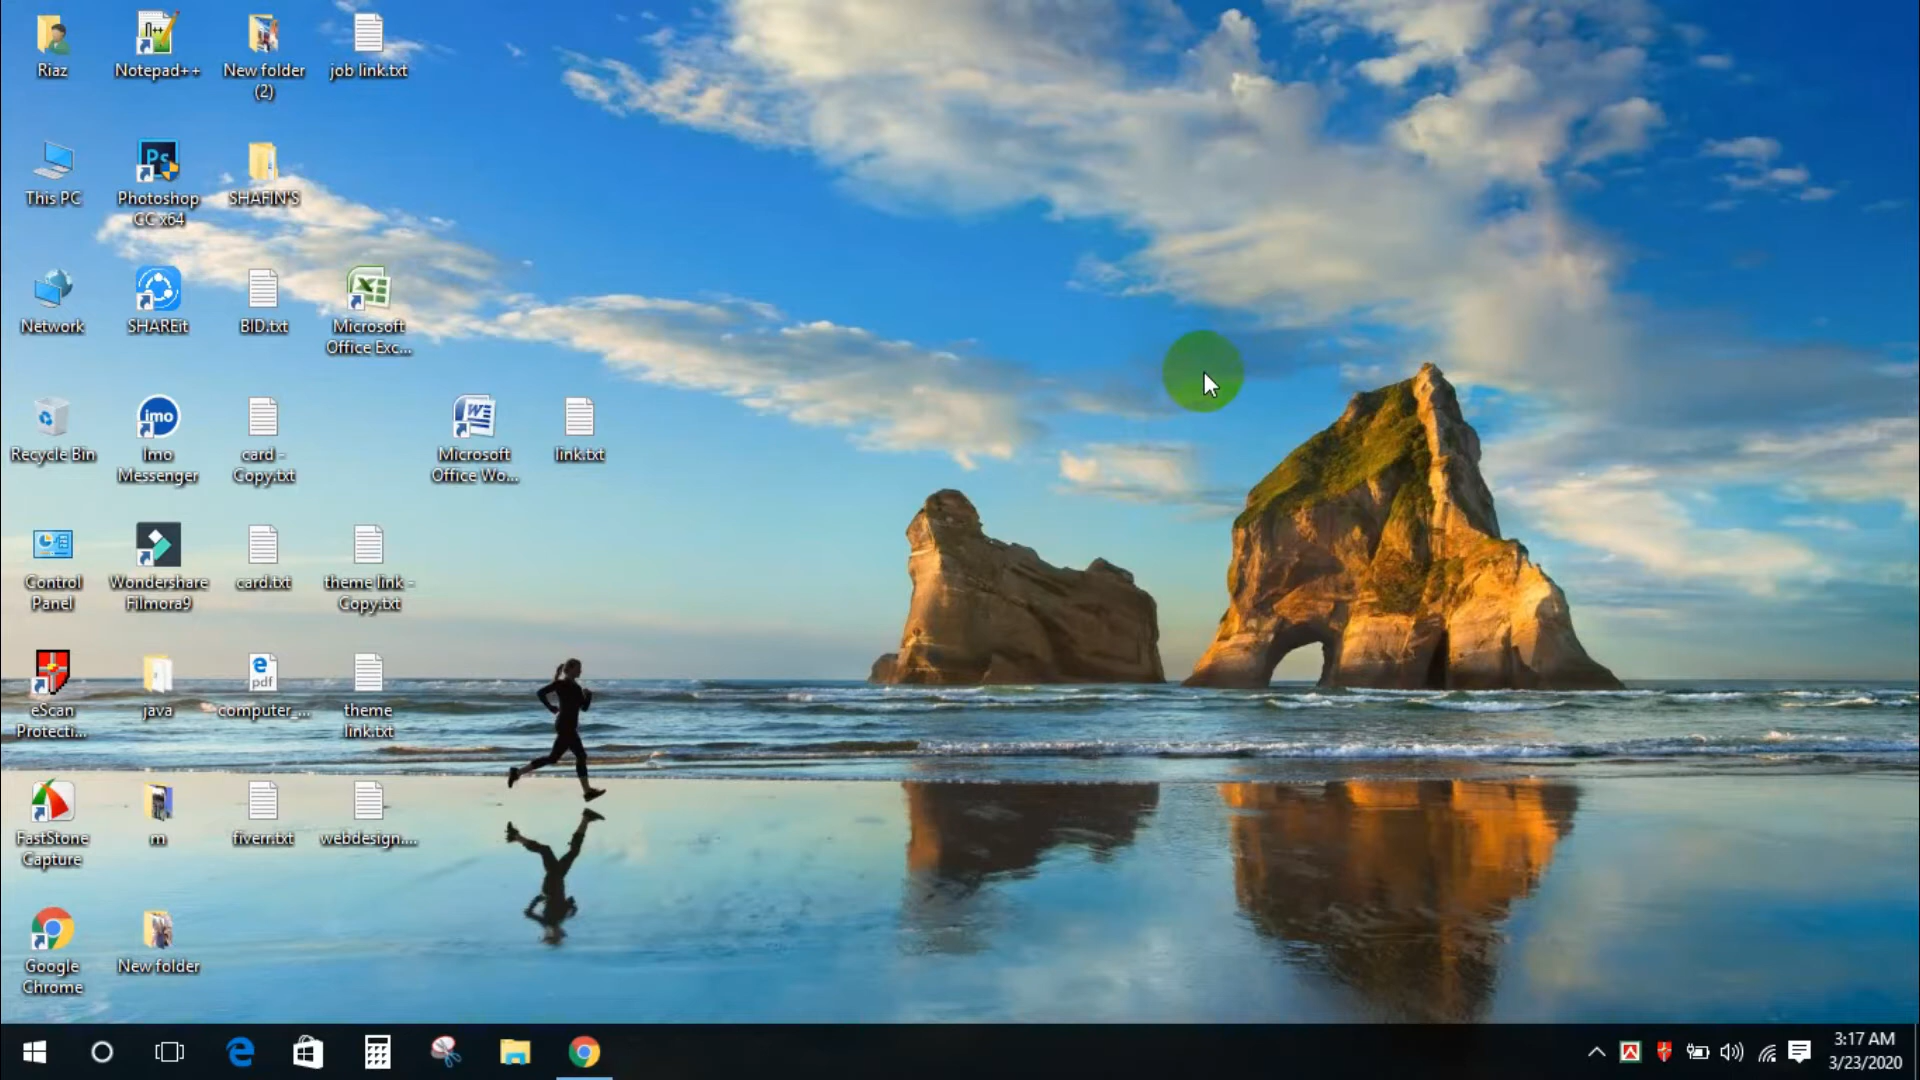 Riaz
Notepad++
New folder
(2)
job link.txt
This PC
Photoshop
CC x64
SHAFIN'S
Network
SHAREit
BID.txt
Microsoft
Office Exc...
Recycle Bin
imo
Imo
Messenger
card -
Copy.txt
Microsoft
Office Wo...
link.txt
Control
Panel
Wondershare
Filmora9
card.txt
theme link -
Copy.txt
eScan
Protecti...
java
pdf
computer_...
theme
link.txt
FastStone
Capture
m
fiverr.txt
webdesign....
Google
Chrome
New folder
3:17 AM
3/23/2020